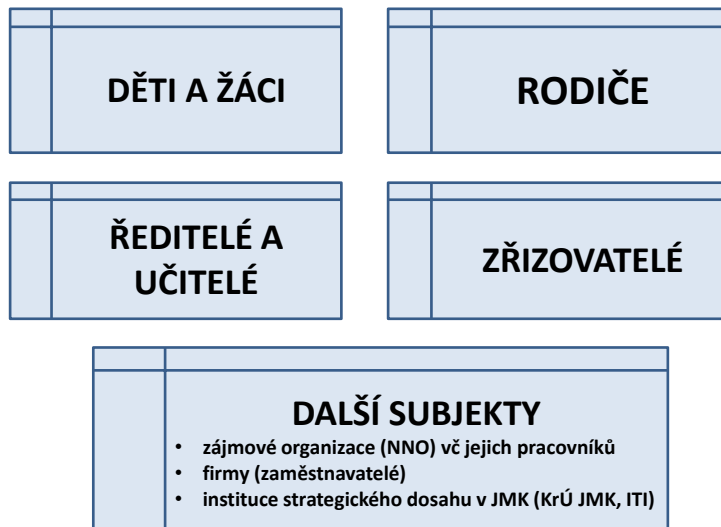 DĚTI A ŽÁCI
RODIČE
ŘEDITELÉ A
UČITELÉ
ZŘIZOVATELÉ
DALŠÍ SUBJEKTY
• zájmové organizace (NNO) vč jejich pracovníků
• firmy (zaměstnavatelé)
• instituce strategického dosahu v JMK (KrÚ JMK, ITI)